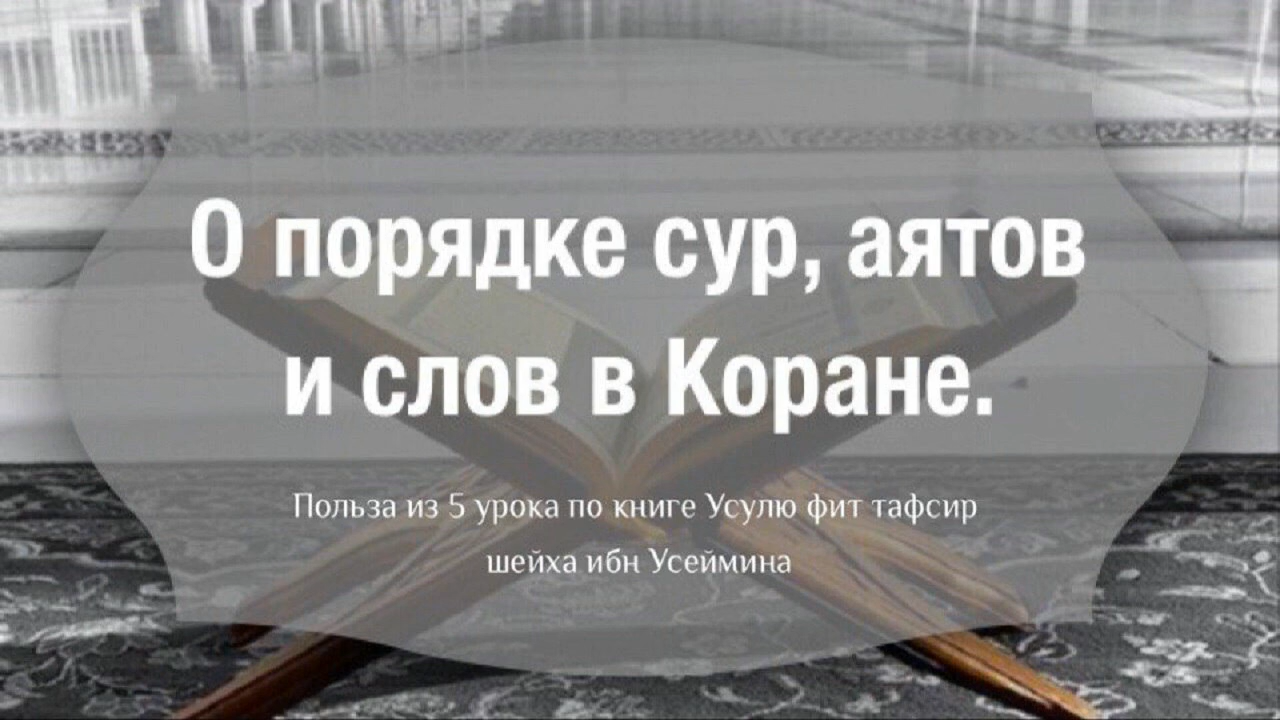 О порядке сур, аятов
и слов в Коране.
Польза из 5 урока по книге Усулю фит тафсир
шейха ибн Усеймина